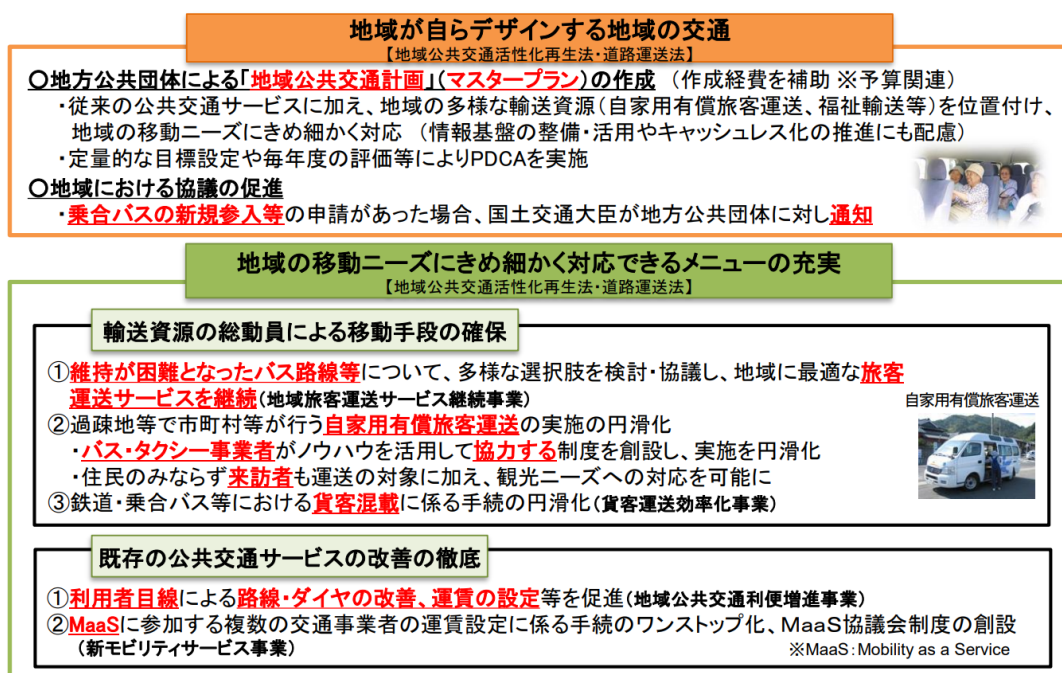 地域が自らデザインする地域の交通
【地域公共交通活性化再生法・道路運送法】
〇地方公共団体による「地域公共交通計画」(マスタープラン)の作成 (作成経費を補助 ※予算関連)
・従来の公共交通サービスに加え、地域の多様な輸送資源(自家用有償旅客運送、福祉輸送等)を位置付け、
地域の移動ニーズにきめ細かく対応 (情報基盤の整備・活用やキャッシュレス化の推進にも配慮)
・定量的な目標設定や毎年度の評価等によりPDCAを実施
〇地域における協議の促進
・乗合バスの新規参入等の申請があった場合、国土交通大臣が地方公共団体に対し通知
地域の移動ニーズにきめ細かく対応できるメニューの充実
【地域公共交通活性化再生法・道路運送法】
輸送資源の総動員による移動手段の確保
①維持が困難となったバス路線等について、多様な選択肢を検討・協議し、地域に最適な旅客
運送サービスを継続(地域旅客運送サービス継続事業)
自家用有償旅客運送
②過疎地等で市町村等が行う自家用有償旅客運送の実施の円滑化
・バス・タクシー事業者がノウハウを活用して協力する制度を創設し、実施を円滑化
・住民のみならず来訪者も運送の対象に加え、観光ニーズへの対応を可能に
③鉄道・乗合バス等における貨客混載に係る手続の円滑化(貨客運送効率化事業)
既存の公共交通サービスの改善の徹底
①利用者目線による路線・ダイヤの改善、運賃の設定等を促進(地域公共交通利便増進事業)
②MaaSに参加する複数の交通事業者の運賃設定に係る手続のワンストップ化、MaaS協議会制度の創設
(新モビリティサービス事業)
※MaaS:Mobility as a Service